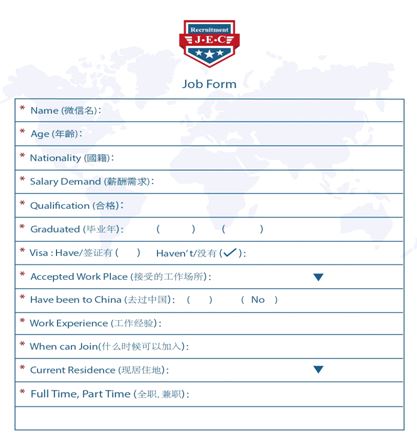 Recruitment
J-E-C
Job Form
* Name (微信名):
* Age (年齡):
* Nationality (國籍):
* Salary Demand (薪酬需求):
* Qualification (合格):
* Graduated (毕业年): ( ) ( )
* Visa : Have/签证有 ( ) Haven't/没有 (✓):
* Accepted Work Place (接受的工作场所): ▼
* Have been to China (去过中国): ( ) ( No )
* Work Experience (工作经验):
* When can Join(什么时候可以加入):
* Current Residence (现居住地): ▼
* Full Time, Part Time (全职, 兼职):